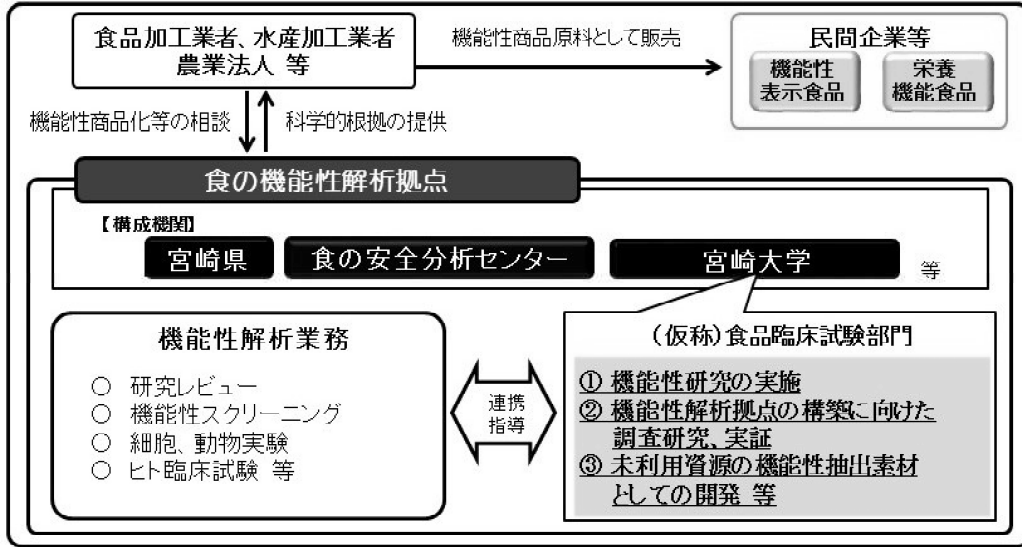 食品加工業者、水産加工業者
農業法人 等
機能性商品原料として販売
民間企業等
機能性
表示食品
栄養
機能食品
機能性商品化等の相談
科学的根拠の提供
食の機能性解析拠点
【構成機関】
宮崎県
食の安全分析センター
宮崎大学
等
機能性解析業務
○ 研究レビュー
○ 機能性スクリーニング
○ 細胞、動物実験
○ ヒト臨床試験 等
連携
指導
(仮称)食品臨床試験部門
① 機能性研究の実施
② 機能性解析拠点の構築に向けた
調査研究、実証
③ 未利用資源の機能性抽出素材
としての開発 等